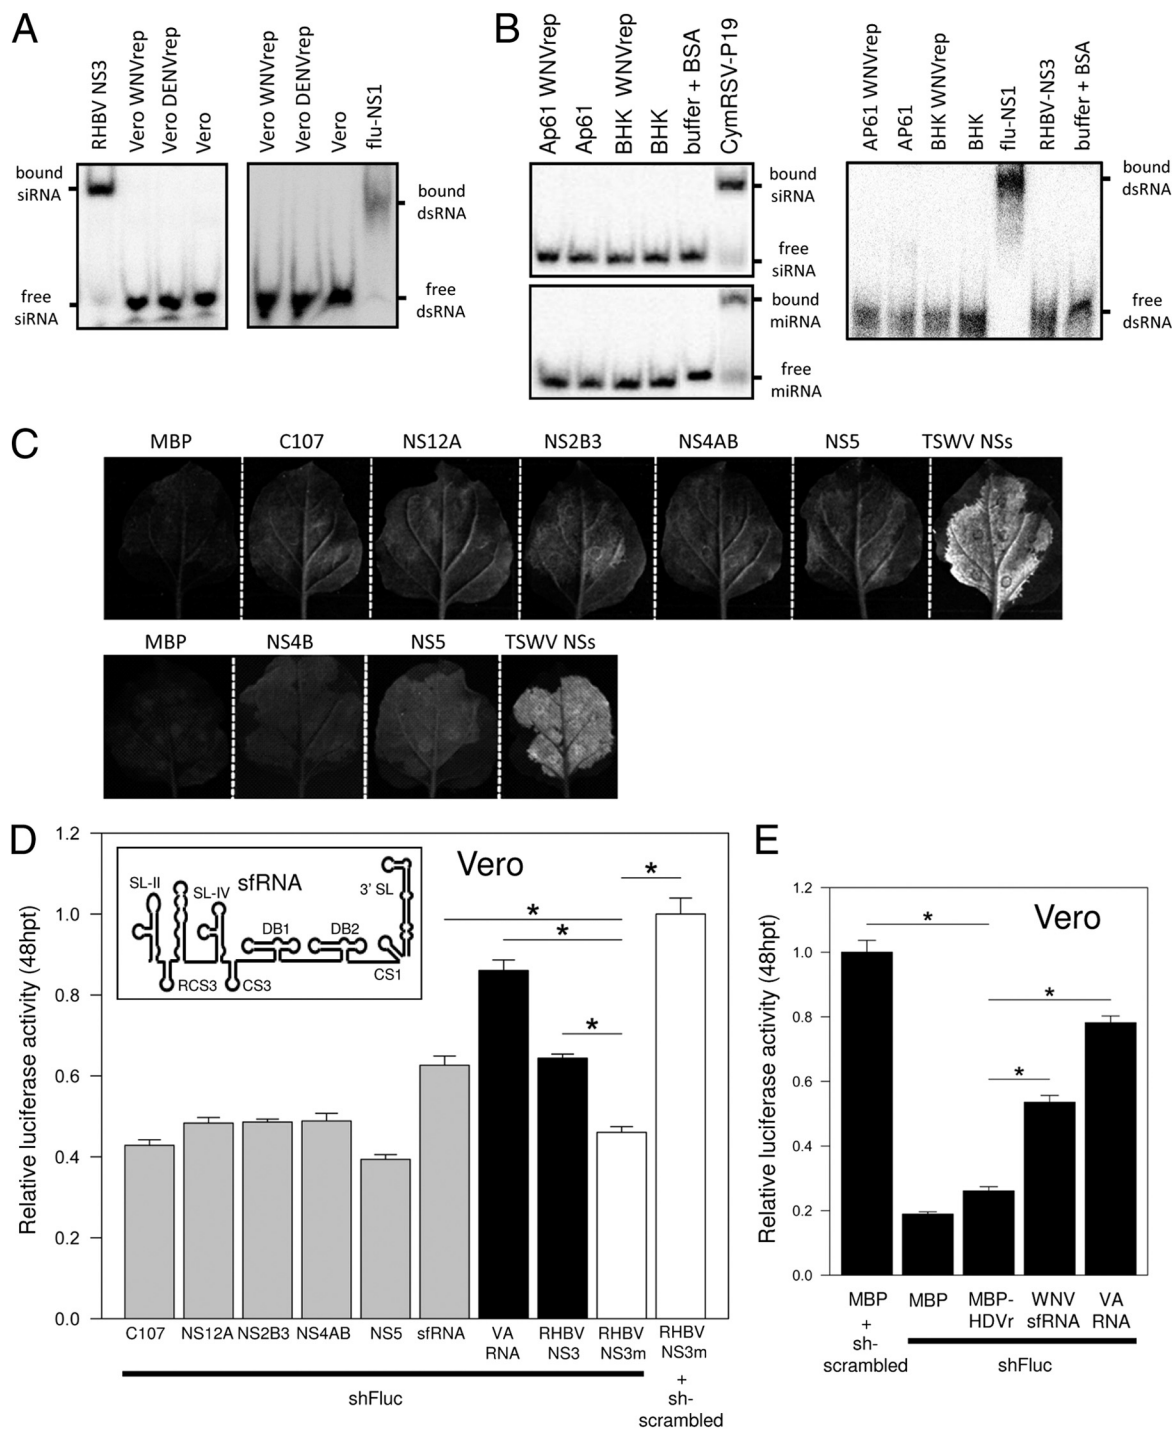 A
RHBV NS3
Vero WNVrep
Vero DENVrep
Vero
Vero WNVrep
Vero DENVrep
Vero
flu-NS1
bound
siRNA
free
siRNA
bound
dsRNA
free
dsRNA
B
Ap61 WNVrep
Ap61
BHK WNVrep
BHK
buffer + BSA
CymRSV-P19
bound
siRNA
free
siRNA
bound
miRNA
free
miRNA
AP61 WNVrep
AP61
BHK WNVrep
BHK
flu-NS1
RHBV-NS3
buffer + BSA
bound
dsRNA
free
dsRNA
C
MBP C107 NS12A NS2B3 NS4AB NS5 TSWV NSs
MBP NS4B NS5 TSWV NSs
D
Vero
Relative luciferase activity (48hpt)
1.2
1.0
0.8
0.6
0.4
0.2
0.0
sfRNA
SL-II
SL-IV
3' SL
DB1
DB2
RCS3
CS3
CS1
*
*
*
*
C107 NS12A NS2B3 NS4AB NS5 sfRNA
VA
RNA
RHBV
NS3
RHBV
NS3m
RHBV
NS3m
+
sh-
scrambled
shFluc
E
Vero
Relative luciferase activity (48hpt)
1.2
1.0
0.8
0.6
0.4
0.2
0.0
*
*
*
MBP
+
sh-
scrambled
MBP
MBP-
HDVr
WNV
sfRNA
VA
RNA
shFluc